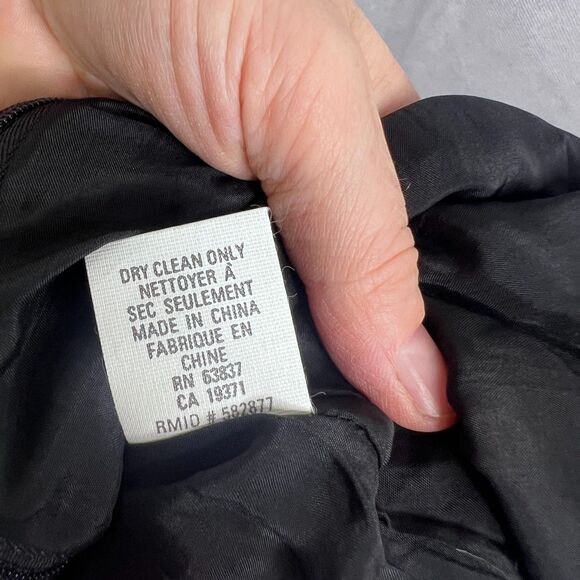 DRY CLEAN ONLY
NETTOYER À
SEC SEULEMENT
MADE IN CHINA
FABRIQUE EN
CHINE
RN 63837
CA 19371
RMID # 582877